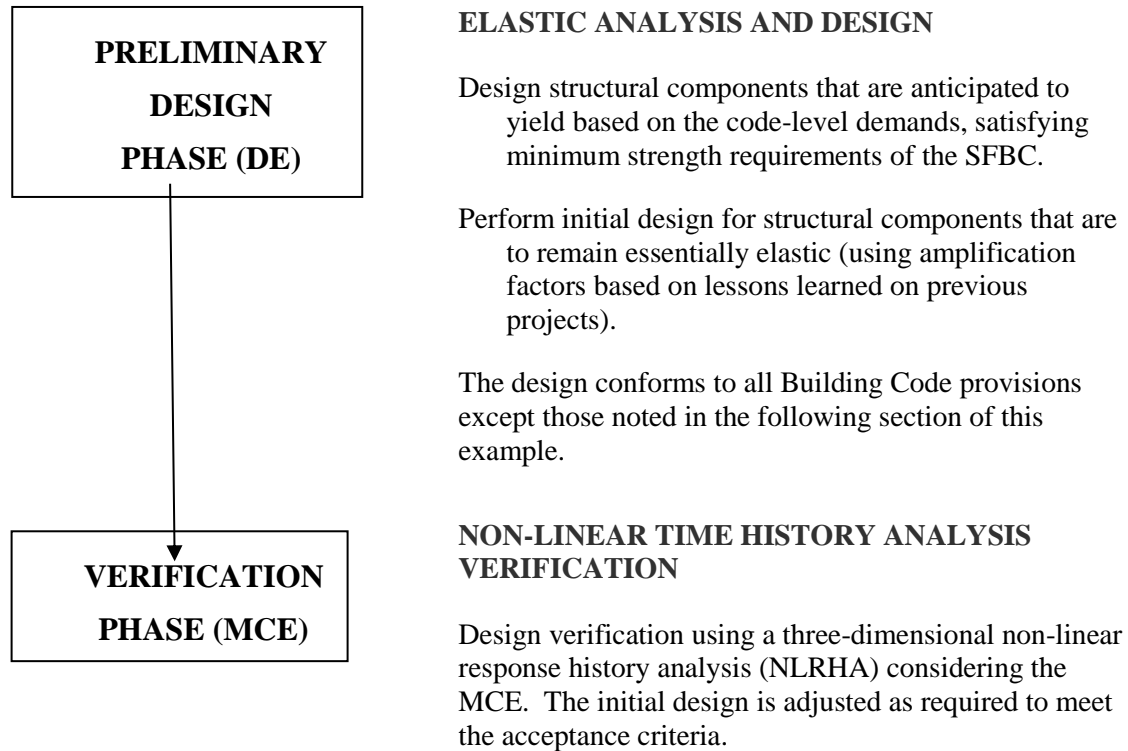 PRELIMINARY
DESIGN
PHASE (DE)
ELASTIC ANALYSIS AND DESIGN
Design structural components that are anticipated to
yield based on the code-level demands, satisfying
minimum strength requirements of the SFBC.
Perform initial design for structural components that are
to remain essentially elastic (using amplification
factors based on lessons learned on previous
projects).
The design conforms to all Building Code provisions
except those noted in the following section of this
example.
VERIFICATION
PHASE (MCE)
NON-LINEAR TIME HISTORY ANALYSIS
VERIFICATION
Design verification using a three-dimensional non-linear
response history analysis (NLRHA) considering the
MCE.  The initial design is adjusted as required to meet
the acceptance criteria.